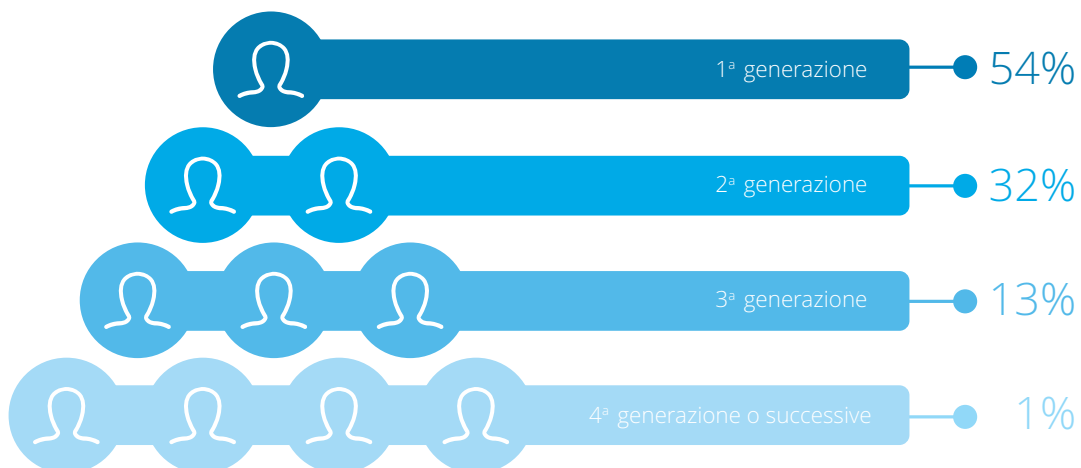 1ª generazione 54%
2ª generazione 32%
3ª generazione 13%
4ª generazione o successive 1%